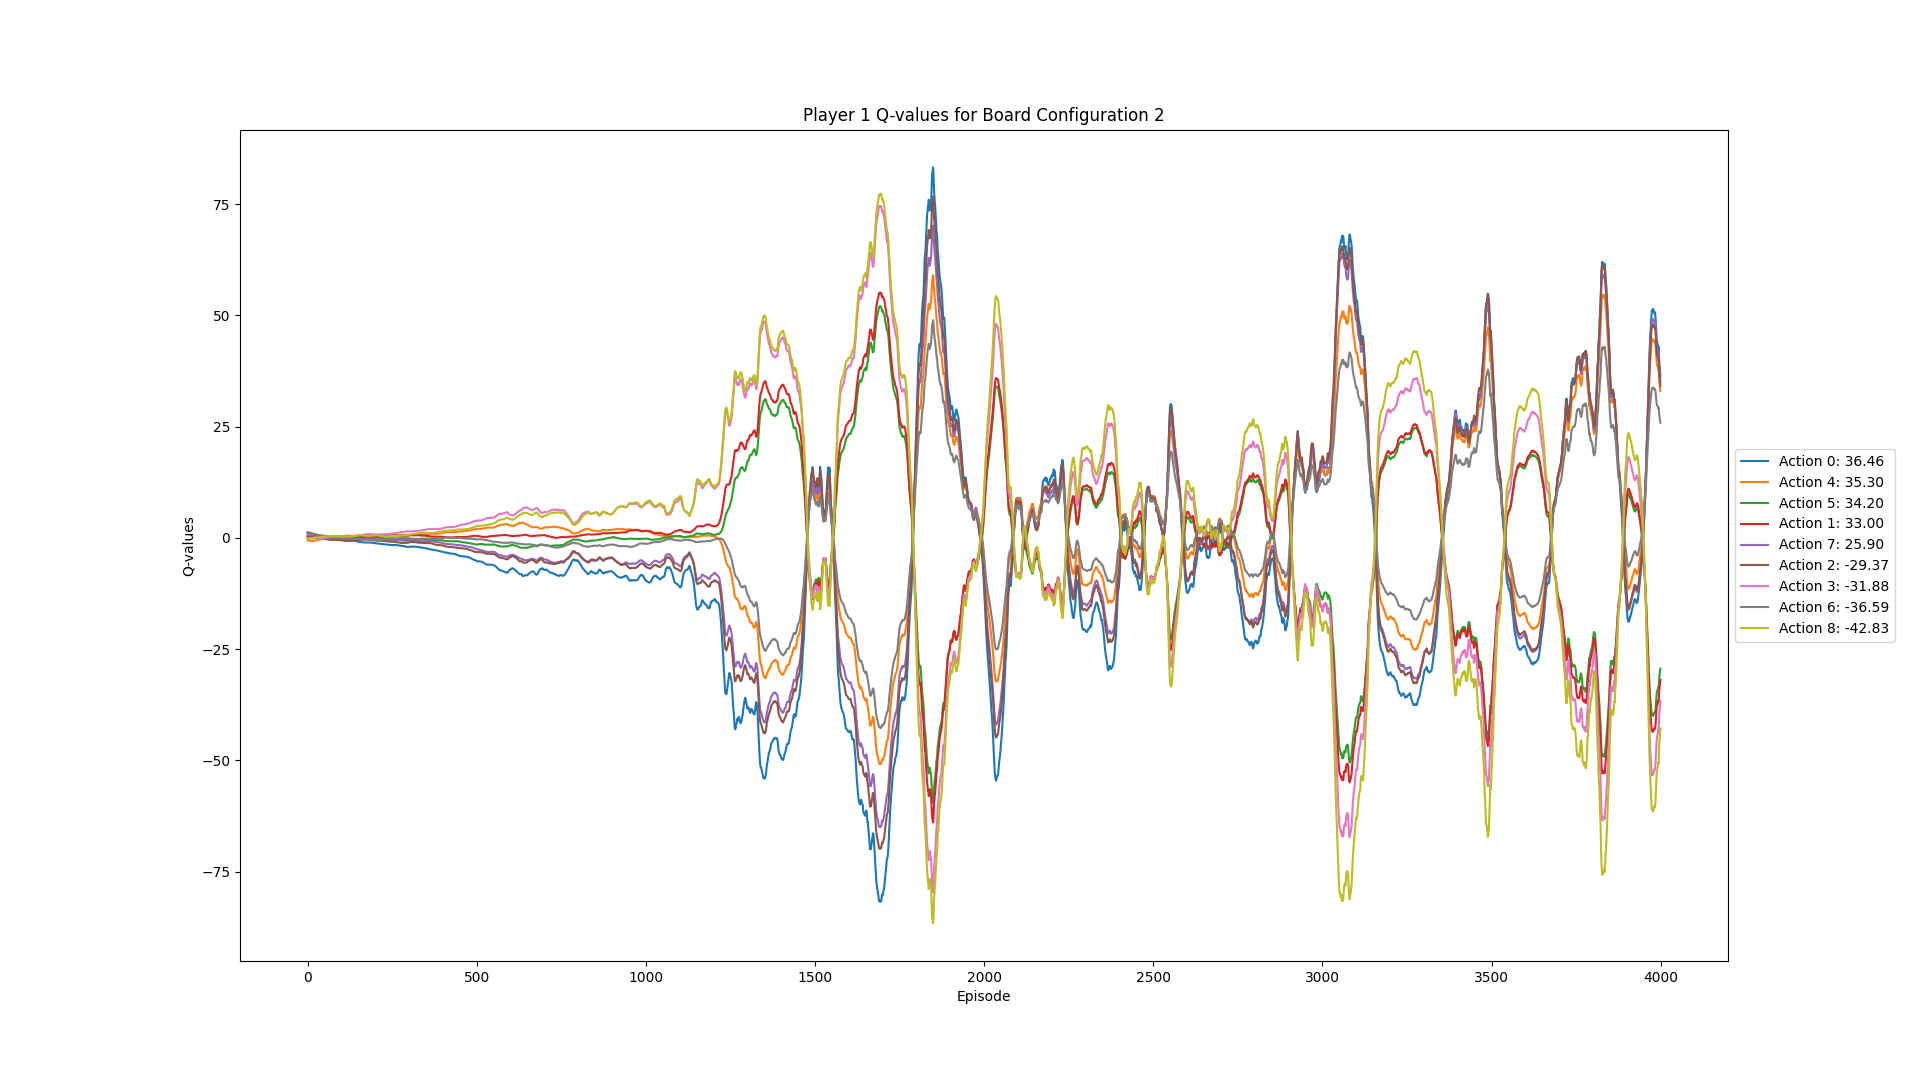 Player 1 Q-values for Board Configuration 2
75
50
25
0
−25
−50
−75
Q-values
0
500
1000
1500
2000
2500
3000
3500
4000
Episode
Action 0: 36.46
Action 4: 35.30
Action 5: 34.20
Action 1: 33.00
Action 7: 25.90
Action 2: -29.37
Action 3: -31.88
Action 6: -36.59
Action 8: -42.83